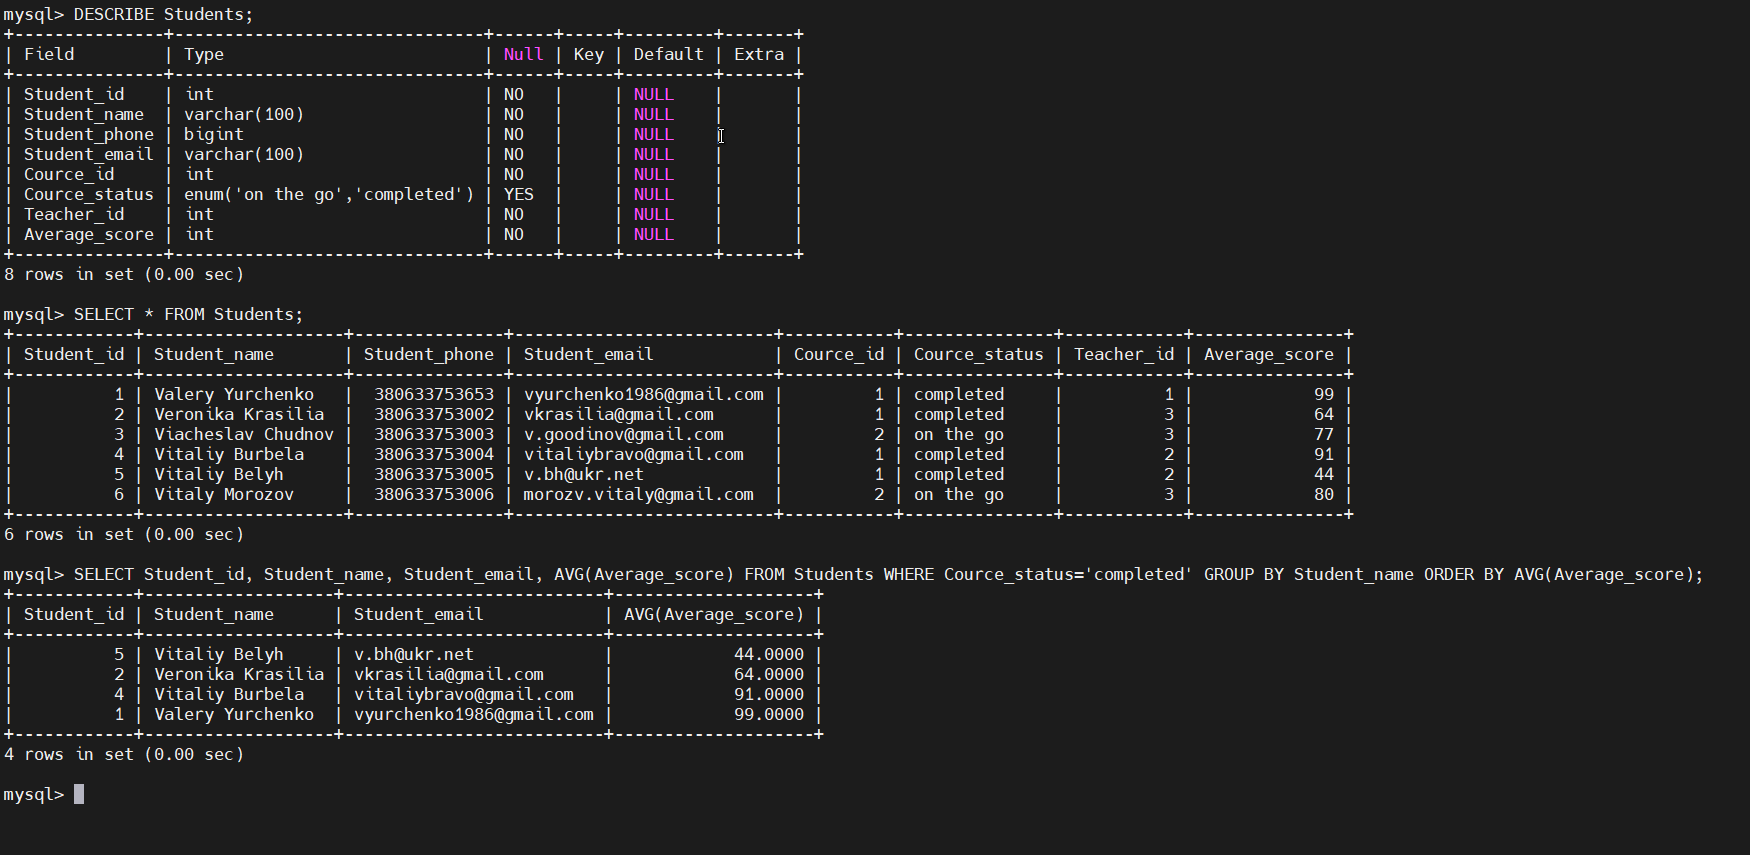 mysql> DESCRIBE Students;
+---------------+-------------------------------+------+-----+---------+-------+
| Field         | Type                          | Null | Key | Default | Extra |
+---------------+-------------------------------+------+-----+---------+-------+
| Student_id    | int                           | NO   |     | NULL    |       |
| Student_name  | varchar(100)                  | NO   |     | NULL    |       |
| Student_phone | bigint                        | NO   |     | NULL    |       |
| Student_email | varchar(100)                  | NO   |     | NULL    |       |
| Cource_id     | int                           | NO   |     | NULL    |       |
| Cource_status | enum('on the go','completed') | YES  |     | NULL    |       |
| Teacher_id    | int                           | NO   |     | NULL    |       |
| Average_score | int                           | NO   |     | NULL    |       |
+---------------+-------------------------------+------+-----+---------+-------+
8 rows in set (0.00 sec)
mysql> SELECT * FROM Students;
+------------+--------------------+---------------+--------------------------+-----------+---------------+------------+---------------+
| Student_id | Student_name       | Student_phone | Student_email            | Cource_id | Cource_status | Teacher_id | Average_score |
+------------+--------------------+---------------+--------------------------+-----------+---------------+------------+---------------+
|          1 | Valery Yurchenko   |  380633753653 | vyurchenko1986@gmail.com |         1 | completed     |          1 |            99 |
|          2 | Veronika Krasilia  |  380633753002 | vkrasilia@gmail.com      |         1 | completed     |          3 |            64 |
|          3 | Viacheslav Chudnov |  380633753003 | v.goodinov@gmail.com     |         2 | on the go     |          3 |            77 |
|          4 | Vitaliy Burbela    |  380633753004 | vitaliybravo@gmail.com   |         1 | completed     |          2 |            91 |
|          5 | Vitaliy Belyh      |  380633753005 | v.bh@ukr.net             |         1 | completed     |          2 |            44 |
|          6 | Vitaly Morozov     |  380633753006 | morozv.vitaly@gmail.com  |         2 | on the go     |          3 |            80 |
+------------+--------------------+---------------+--------------------------+-----------+---------------+------------+---------------+
6 rows in set (0.00 sec)
mysql> SELECT Student_id, Student_name, Student_email, AVG(Average_score) FROM Students WHERE Cource_status='completed' GROUP BY Student_name ORDER BY AVG(Average_score);
+------------+-------------------+--------------------------+--------------------+
| Student_id | Student_name      | Student_email            | AVG(Average_score) |
+------------+-------------------+--------------------------+--------------------+
|          5 | Vitaliy Belyh     | v.bh@ukr.net             |            44.0000 |
|          2 | Veronika Krasilia | vkrasilia@gmail.com      |            64.0000 |
|          4 | Vitaliy Burbela   | vitaliybravo@gmail.com   |            91.0000 |
|          1 | Valery Yurchenko  | vyurchenko1986@gmail.com |            99.0000 |
+------------+-------------------+--------------------------+--------------------+
4 rows in set (0.00 sec)
mysql>